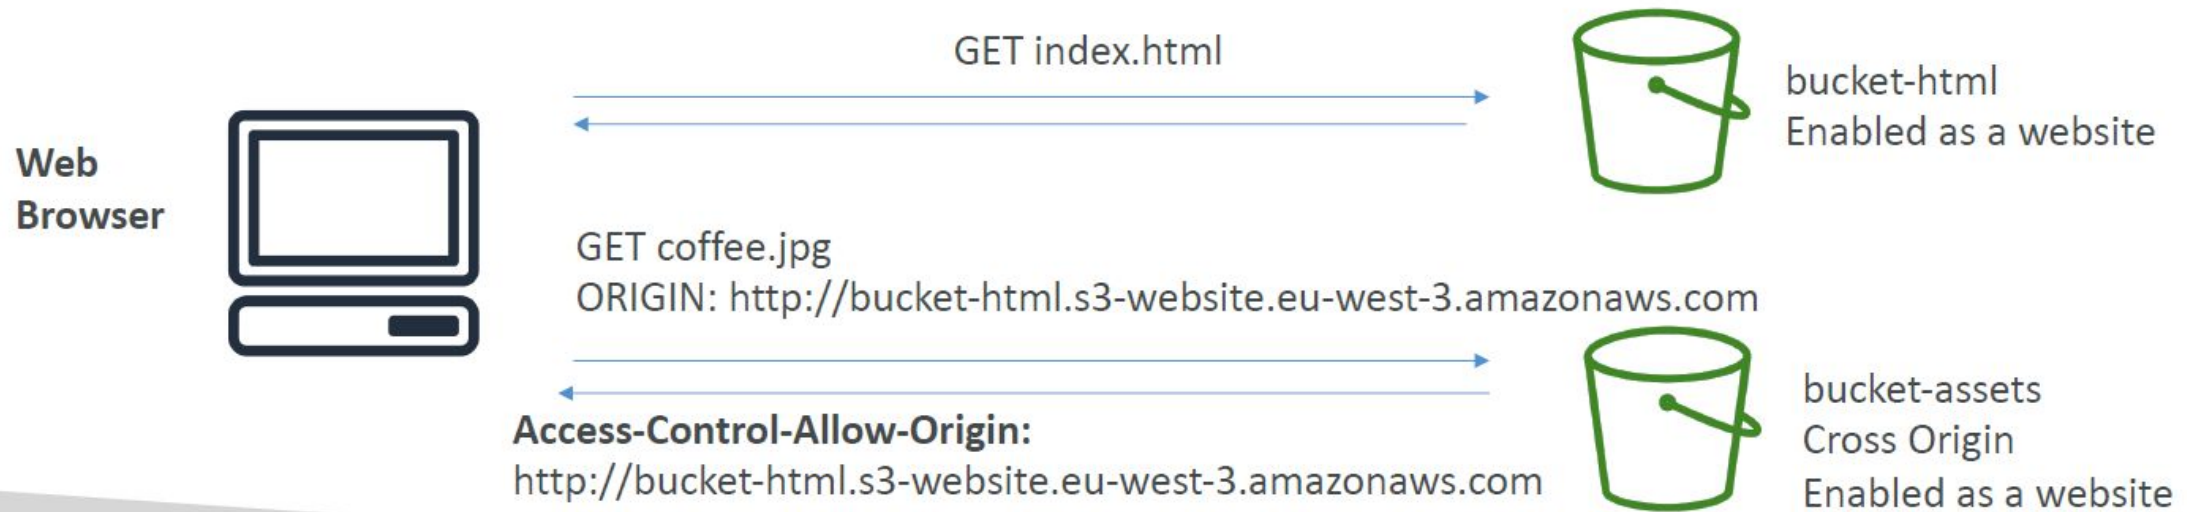 GET index.html
bucket-html
Enabled as a website
Web
Browser
GET coffee.jpg
ORIGIN: http://bucket-html.s3-website.eu-west-3.amazonaws.com
bucket-assets
Cross Origin
Enabled as a website
Access-Control-Allow-Origin:
http://bucket-html.s3-website.eu-west-3.amazonaws.com